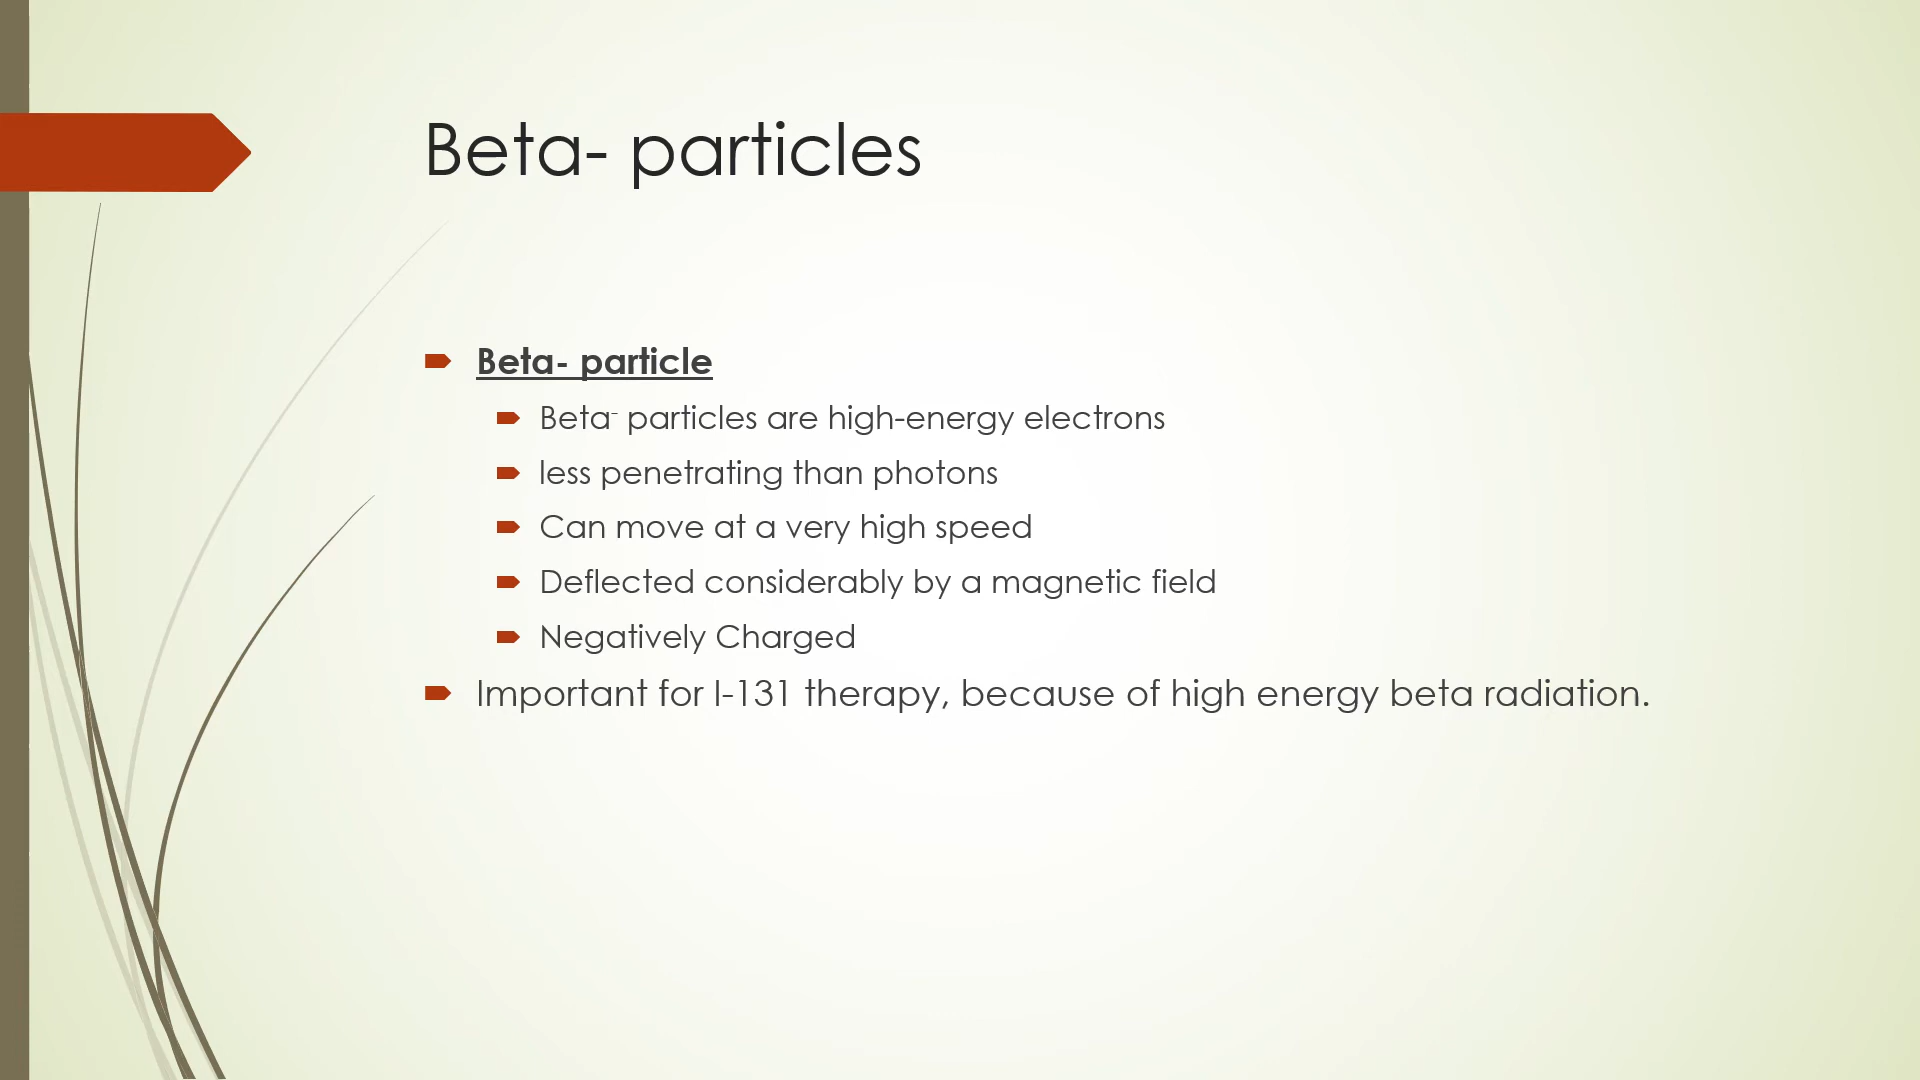 Beta- particles
Beta- particle
Beta⁻ particles are high-energy electrons
less penetrating than photons
Can move at a very high speed
Deflected considerably by a magnetic field
Negatively Charged
Important for I-131 therapy, because of high energy beta radiation.